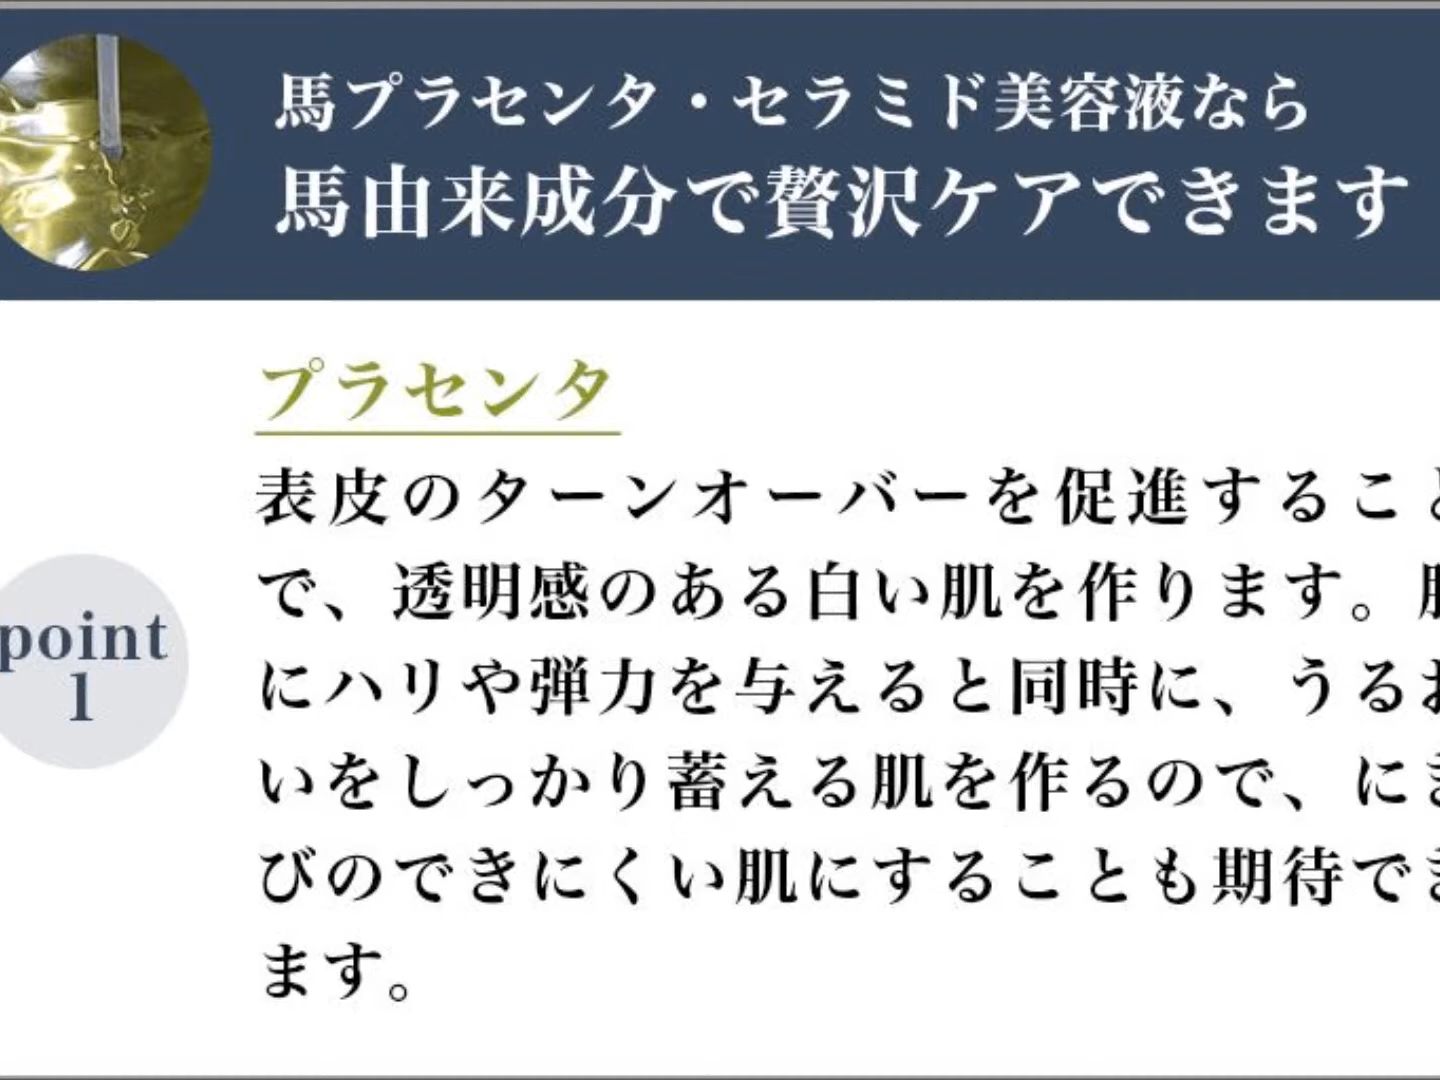 馬プラセンタ・セラミド美容液なら
馬由来成分で贅沢ケアできます
プラセンタ
表皮のターンオーバーを促進すること
で、透明感のある白い肌を作ります。肌
にハリや弾力を与えると同時に、うるお
いをしっかり蓄える肌を作るので、にき
びのできにくい肌にすることも期待でき
ます。
point
1